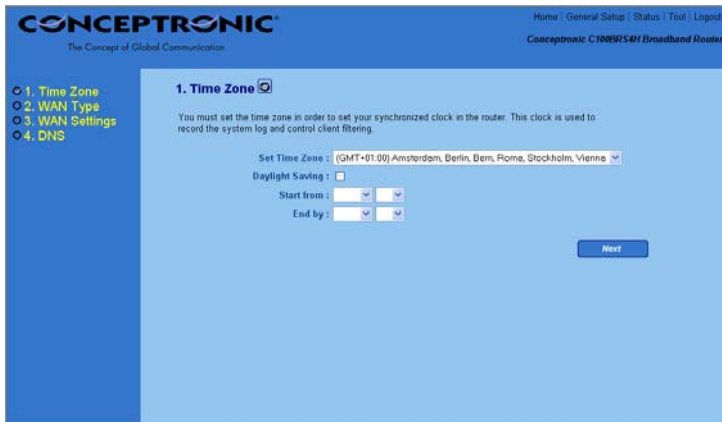 CONCEPTRONIC
The Concept of Global Communication
Home | General Setup | Status | Tool | Logout
Conceptronic C100BRS4H Broadband Router
1. Time Zone
2. WAN Type
3. WAN Settings
4. DNS
1. Time Zone
You must set the time zone in order to set your synchronized clock in the router. This clock is used to
record the system log and control client filtering.
Set Time Zone : (GMT+01:00) Amsterdam, Berlin, Bern, Rome, Stockholm, Vienna
Daylight Saving :
Start from :
End by :
Next